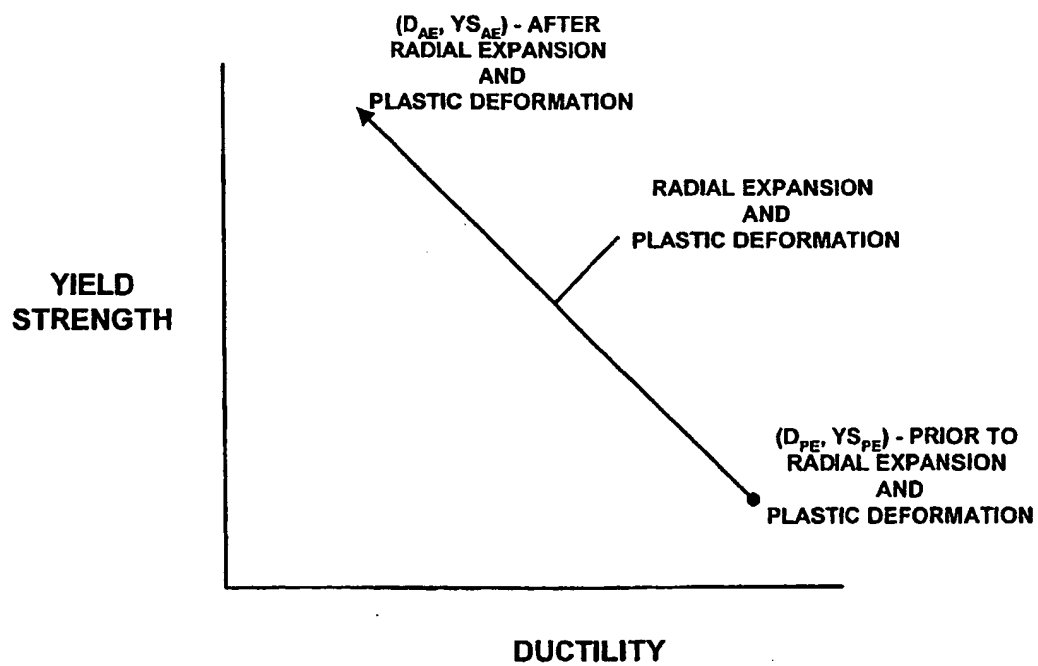 (D_AE, YS_AE) - AFTER
RADIAL EXPANSION
AND
PLASTIC DEFORMATION
RADIAL EXPANSION
AND
PLASTIC DEFORMATION
YIELD
STRENGTH
(D_PE, YS_PE) - PRIOR TO
RADIAL EXPANSION
AND
PLASTIC DEFORMATION
DUCTILITY